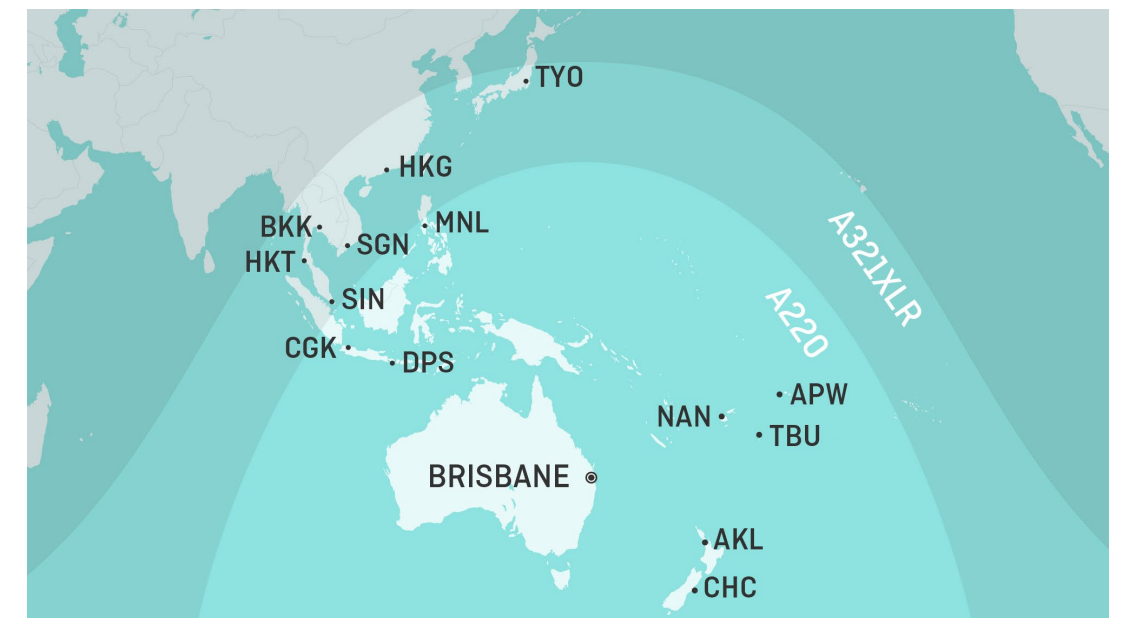 TYO
HKG
BKK
MNL
SGN
HKT
SIN
A321XLR
A220
CGK
DPS
APW
NAN
TBU
BRISBANE
AKL
CHC